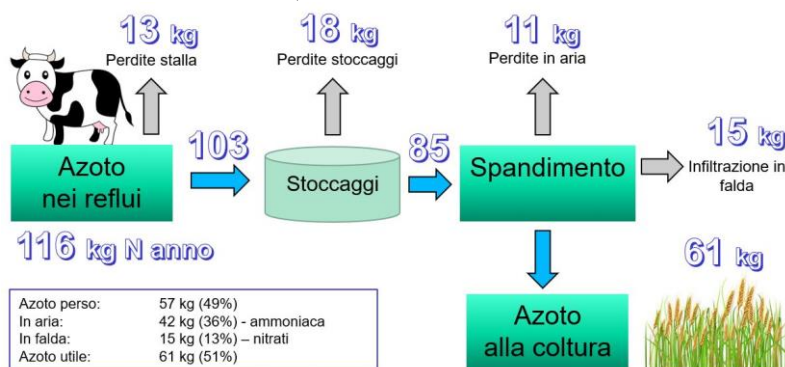 13 kg
Perdite stalla
18 kg
Perdite stoccaggi
11 kg
Perdite in aria
Azoto
nei reflui
103
Stoccaggi
85
Spandimento
15 kg
Infiltrazione in
falda
116 kg N anno
61 kg
Azoto
alla coltura
Azoto perso: 57 kg (49%)
In aria: 42 kg (36%) - ammoniaca
In falda: 15 kg (13%) – nitrati
Azoto utile: 61 kg (51%)